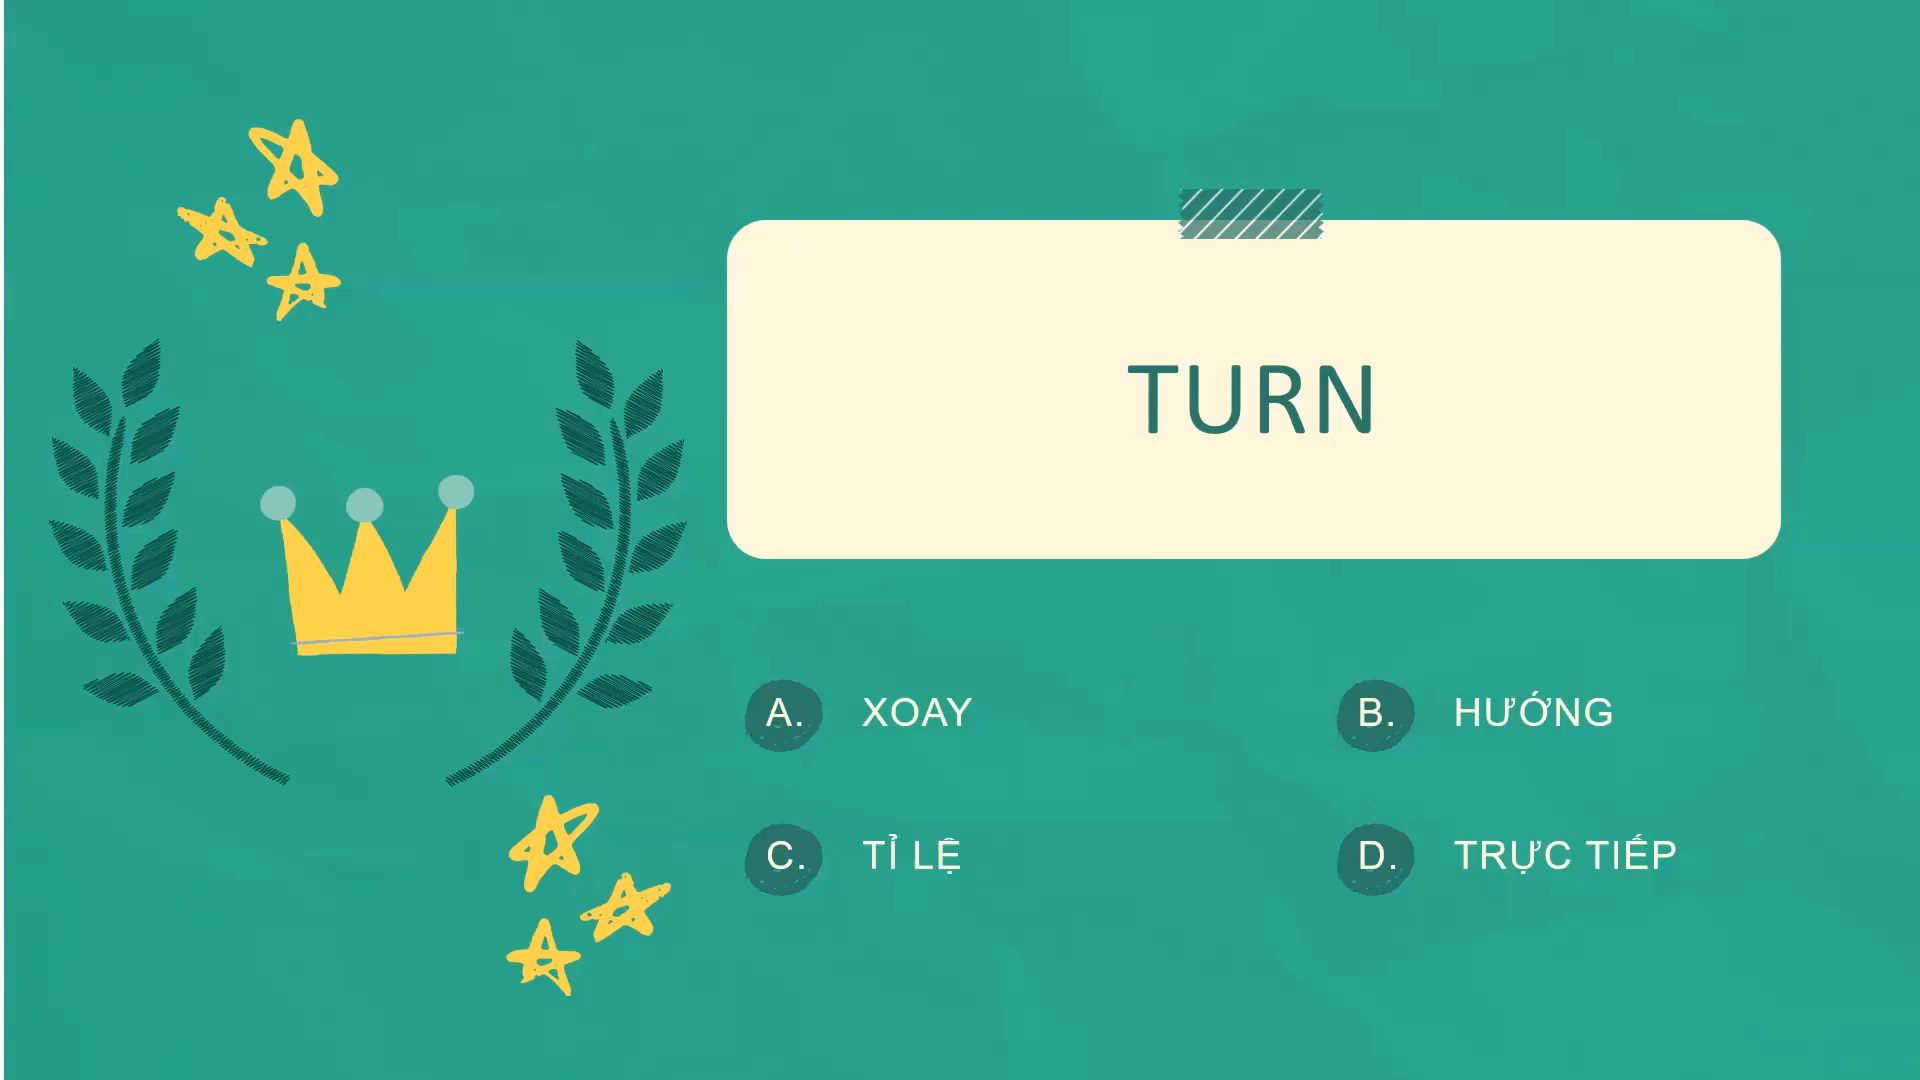 TURN
A. XOAY
B. HƯỚNG
C. TỈ LỆ
D. TRỰC TIẾP